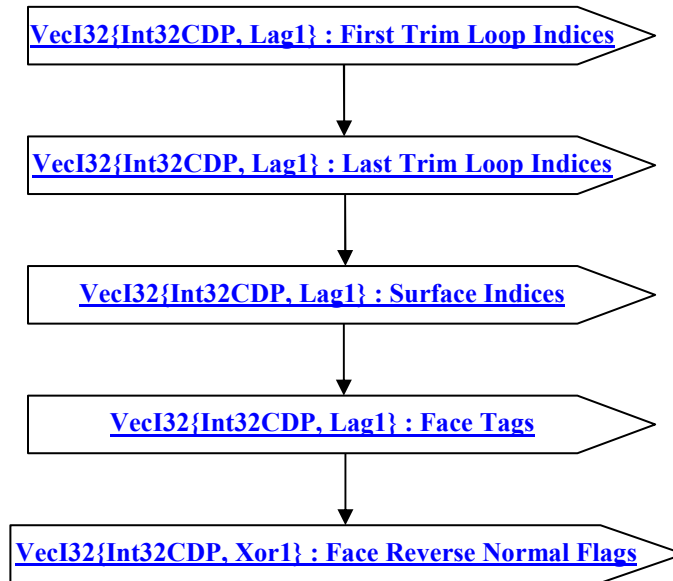 VecI32{Int32CDP, Lag1} : First Trim Loop Indices
VecI32{Int32CDP, Lag1} : Last Trim Loop Indices
VecI32{Int32CDP, Lag1} : Surface Indices
VecI32{Int32CDP, Lag1} : Face Tags
VecI32{Int32CDP, Xor1} : Face Reverse Normal Flags